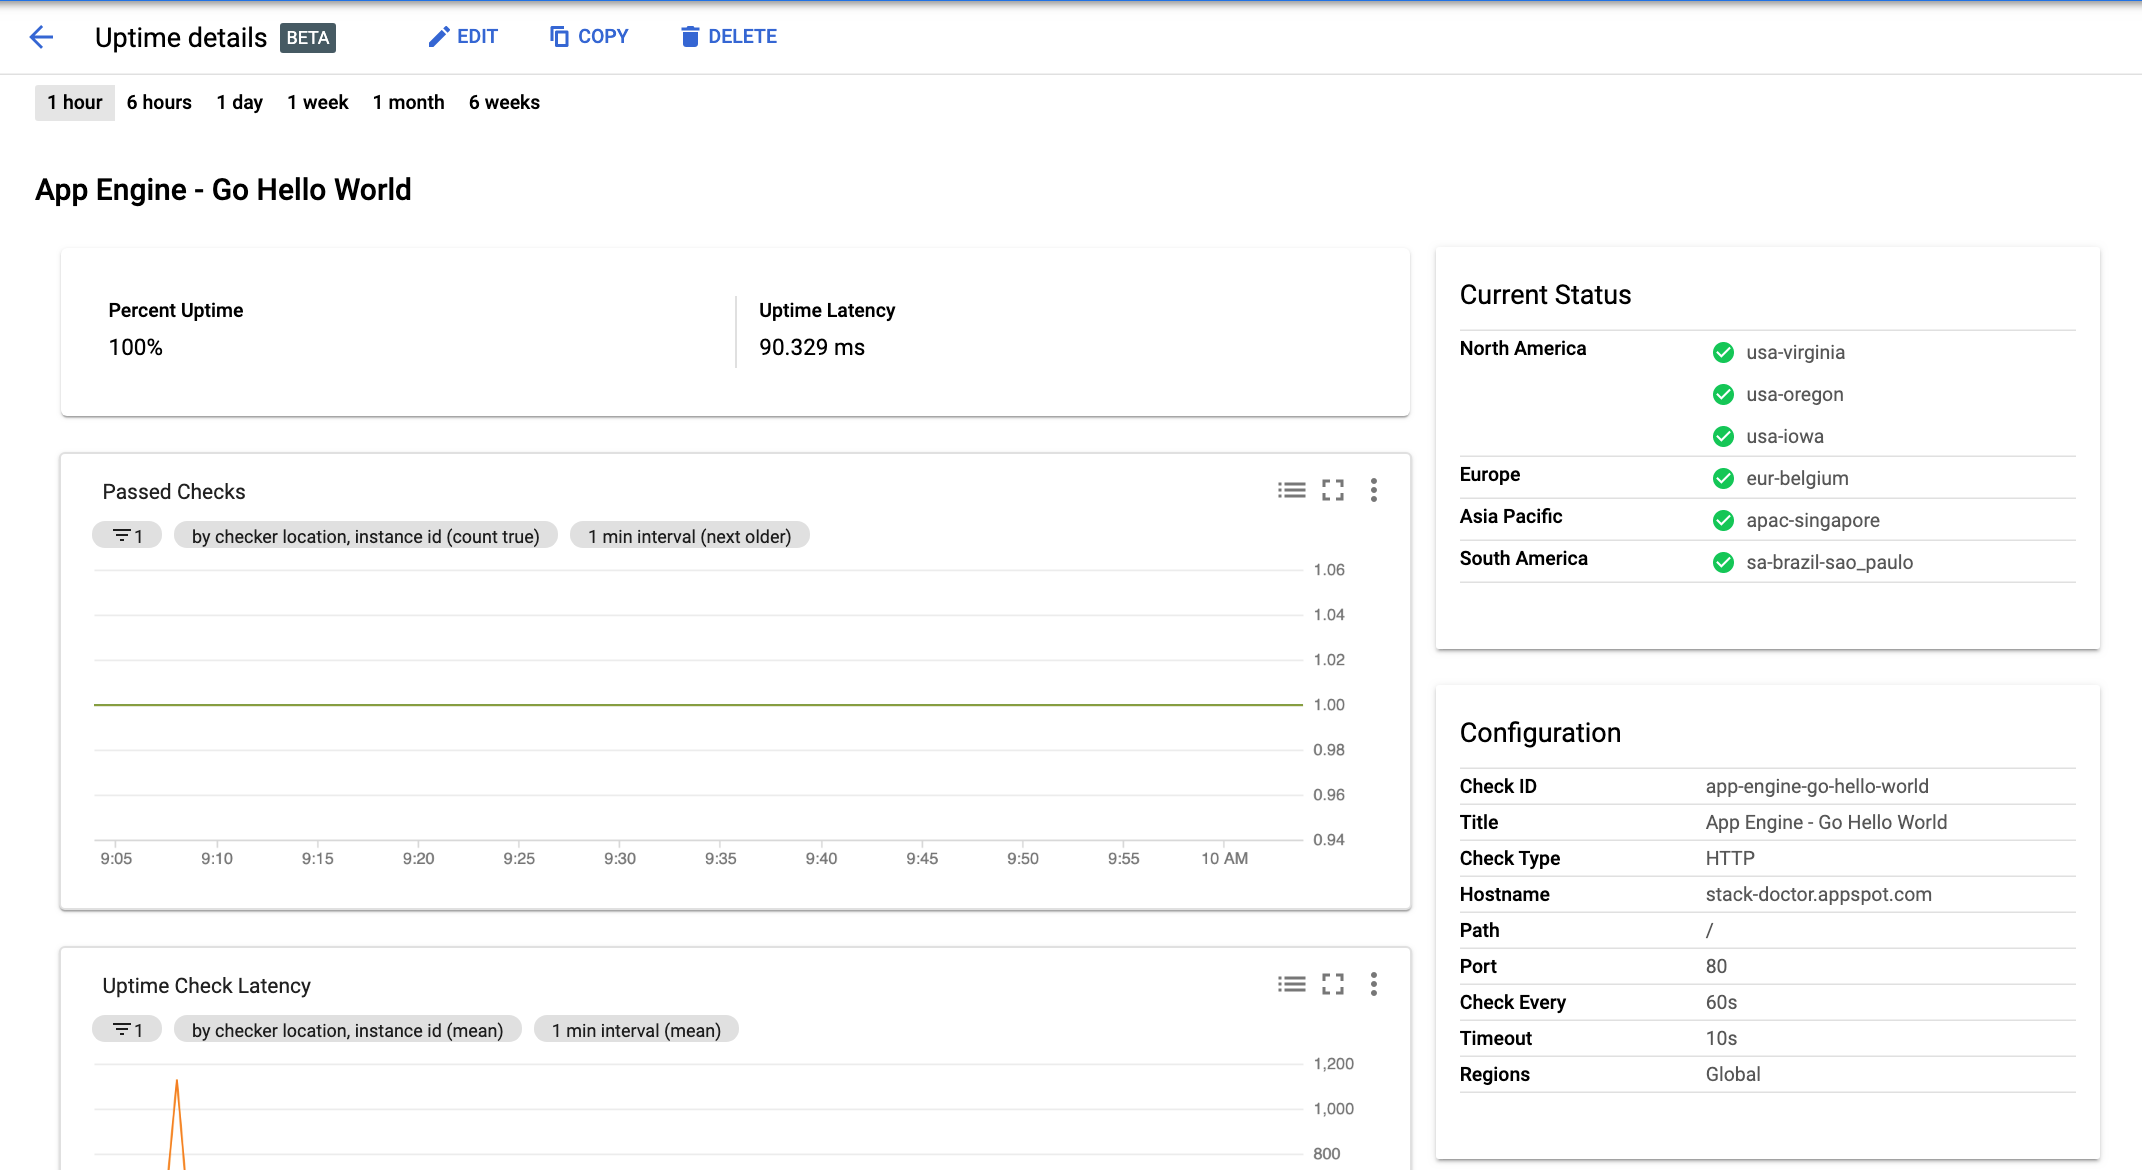 Uptime details BETA EDIT COPY DELETE
1 hour 6 hours 1 day 1 week 1 month 6 weeks
App Engine - Go Hello World
Percent Uptime
100%
Uptime Latency
90.329 ms
Passed Checks
1 by checker location, instance id (count true) 1 min interval (next older)
1.06
1.04
1.02
1.00
0.98
0.96
0.94
9:05 9:10 9:15 9:20 9:25 9:30 9:35 9:40 9:45 9:50 9:55 10 AM
Uptime Check Latency
1 by checker location, instance id (mean) 1 min interval (mean)
1,200
1,000
800
Current Status
North America usa-virginia
usa-oregon
usa-iowa
Europe eur-belgium
Asia Pacific apac-singapore
South America sa-brazil-sao_paulo
Configuration
Check ID app-engine-go-hello-world
Title App Engine - Go Hello World
Check Type HTTP
Hostname stack-doctor.appspot.com
Path /
Port 80
Check Every 60s
Timeout 10s
Regions Global